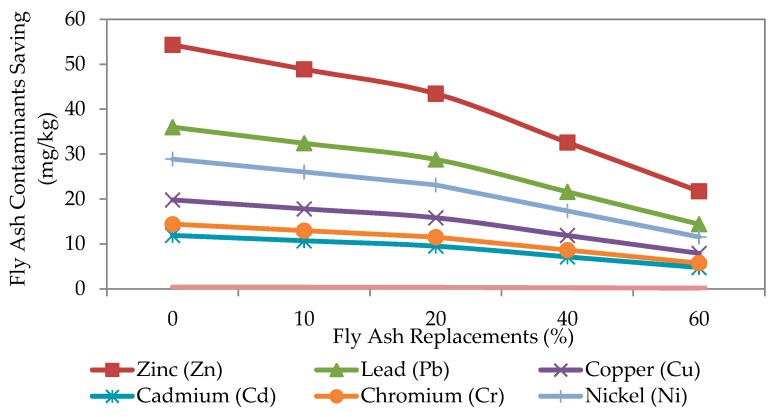 Fly Ash Contaminants Saving
(mg/kg)
60
50
40
30
20
10
0
0 10 20 40 60
Fly Ash Replacements (%)
Zinc (Zn) Lead (Pb) Copper (Cu)
Cadmium (Cd) Chromium (Cr) Nickel (Ni)